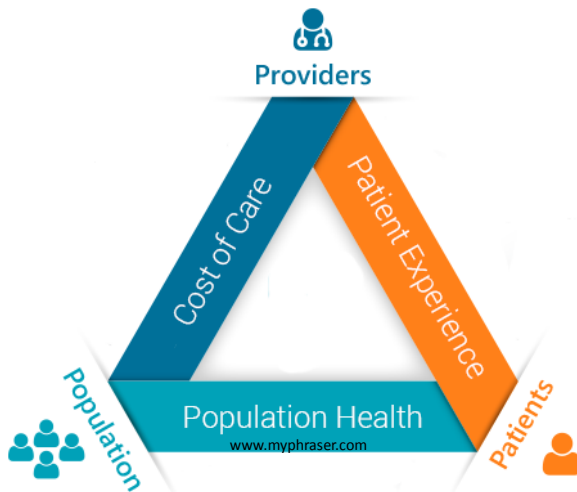 Providers
Cost of Care
Patient Experience
Population
Population Health
www.myphraser.com
Patients